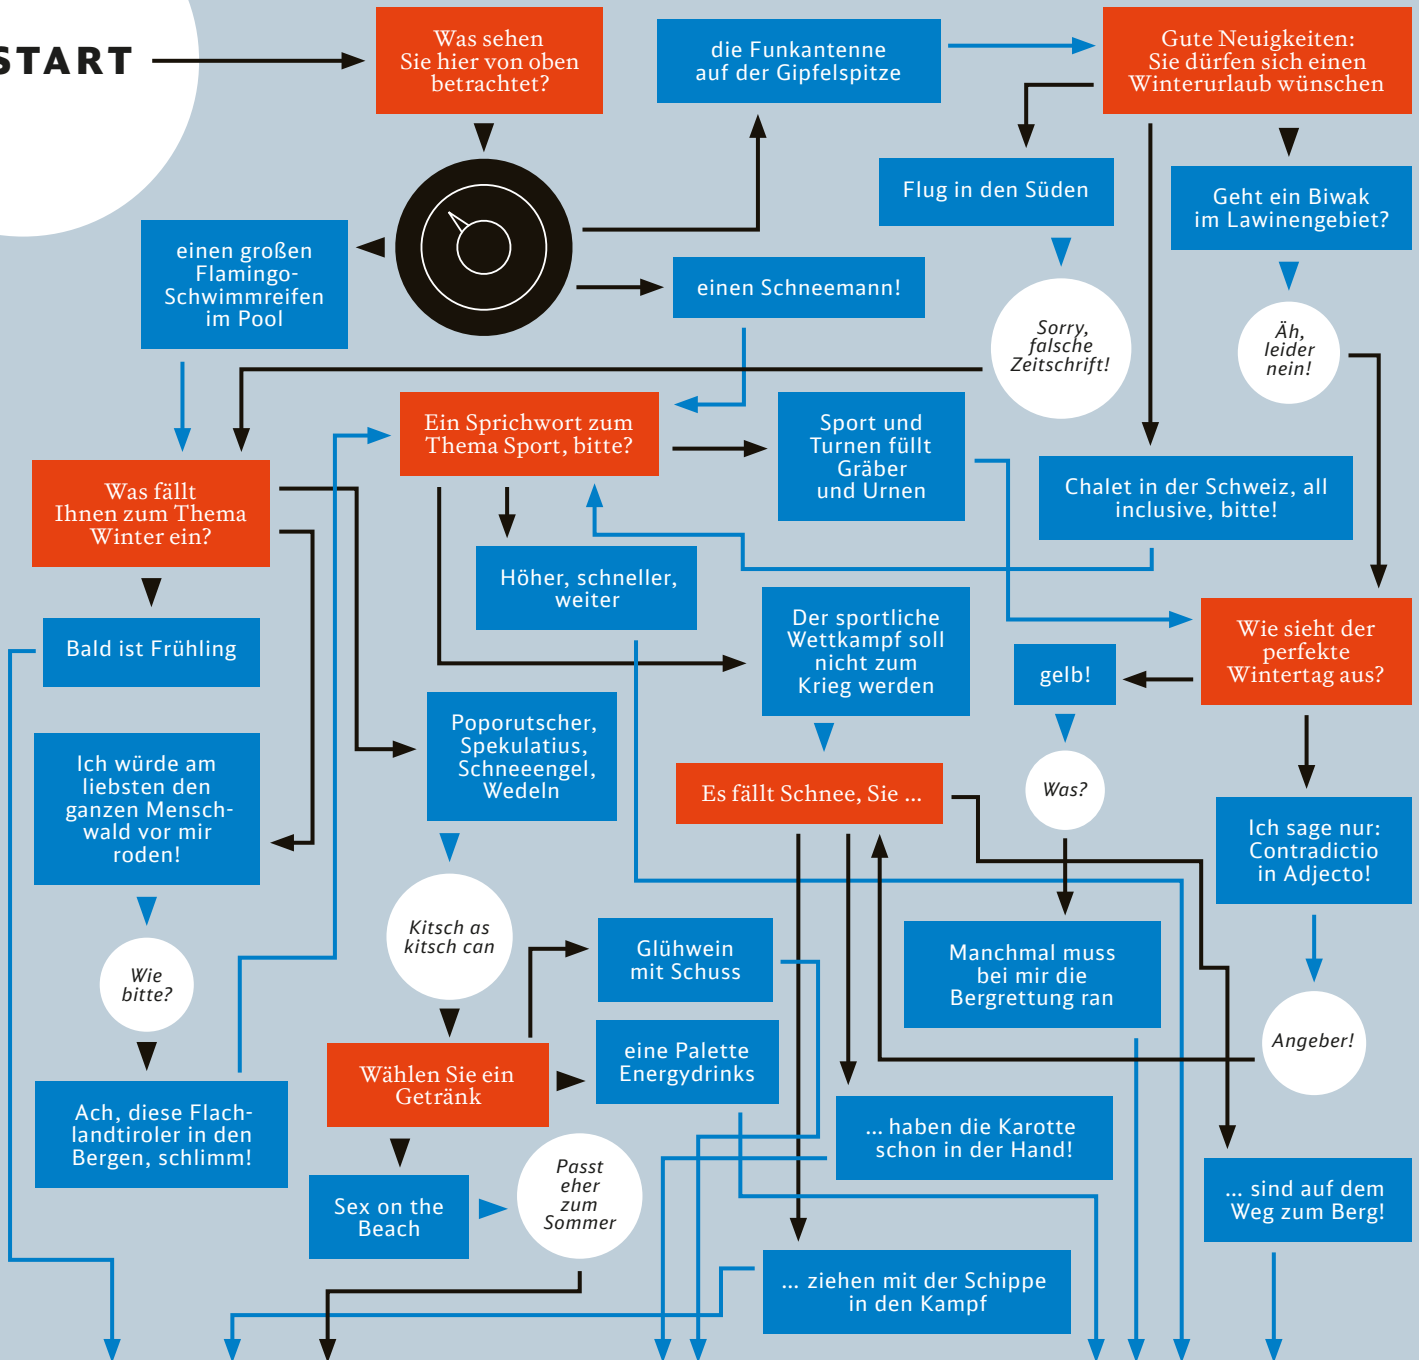 START
Was sehen
Sie hier von oben
betrachtet?
die Funkantenne
auf der Gipfelspitze
Gute Neuigkeiten:
Sie dürfen sich einen
Winterurlaub wünschen
Flug in den Süden
Geht ein Biwak
im Lawinengebiet?
einen großen
Flamingo-
Schwimmreifen
im Pool
einen Schneemann!
Sorry,
falsche
Zeitschrift!
Äh,
leider
nein!
Ein Sprichwort zum
Thema Sport, bitte?
Sport und
Turnen füllt
Gräber
und Urnen
Chalet in der Schweiz, all
inclusive, bitte!
Was fällt
Ihnen zum Thema
Winter ein?
Höher, schneller,
weiter
Der sportliche
Wettkampf soll
nicht zum
Krieg werden
Wie sieht der
perfekte
Wintertag aus?
Bald ist Frühling
gelb!
Poporutscher,
Spekulatius,
Schneeengel,
Wedeln
Ich würde am
liebsten den
ganzen Mensch-
wald vor mir
roden!
Es fällt Schnee, Sie ...
Was?
Ich sage nur:
Contradictio
in Adjecto!
Kitsch as
kitsch can
Glühwein
mit Schuss
Manchmal muss
bei mir die
Bergrettung ran
Wie
bitte?
Angeber!
eine Palette
Energydrinks
Wählen Sie ein
Getränk
Ach, diese Flach-
landtiroler in den
Bergen, schlimm!
... haben die Karotte
schon in der Hand!
Passt
eher
zum
Sommer
Sex on the
Beach
... sind auf dem
Weg zum Berg!
... ziehen mit der Schippe
in den Kampf